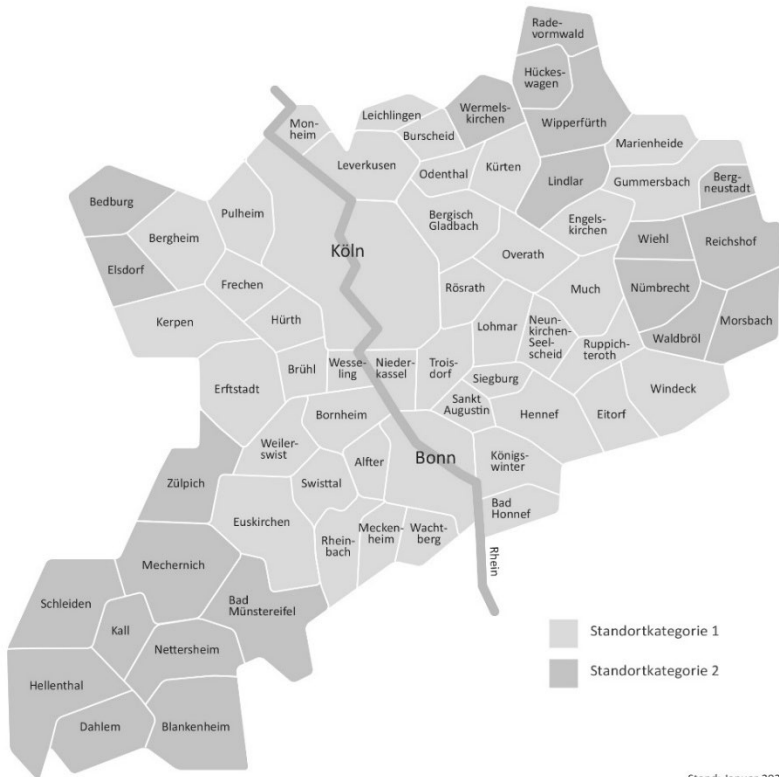 Rade-
vormwald
Hückes-
wagen
Wermels-
kirchen
Wipperfürth
Leichlingen
Mon-
heim
Burscheid
Marienheide
Leverkusen
Odenthal
Kürten
Lindlar
Gummersbach
Berg-
neustadt
Bedburg
Pulheim
Bergheim
Bergisch
Gladbach
Engels-
kirchen
Wiehl
Reichshof
Köln
Overath
Elsdorf
Frechen
Rösrath
Much
Nümbrecht
Kerpen
Hürth
Lohmar
Neun-
kirchen-
Seel-
scheid
Morsbach
Waldbröl
Ruppich-
teroth
Brühl
Wesse-
ling
Nieder-
kassel
Trois-
dorf
Siegburg
Windeck
Erftstadt
Sankt
Augustin
Hennef
Eitorf
Bornheim
Weiler-
swist
Alfter
Bonn
Königs-
winter
Zülpich
Swisttal
Bad
Honnef
Euskirchen
Rhein-
bach
Mecken-
heim
Wacht-
berg
Rhein
Mechernich
Schleiden
Bad
Münstereifel
Kall
Nettersheim
Hellenthal
Dahlem
Blankenheim
Standortkategorie 1
Standortkategorie 2